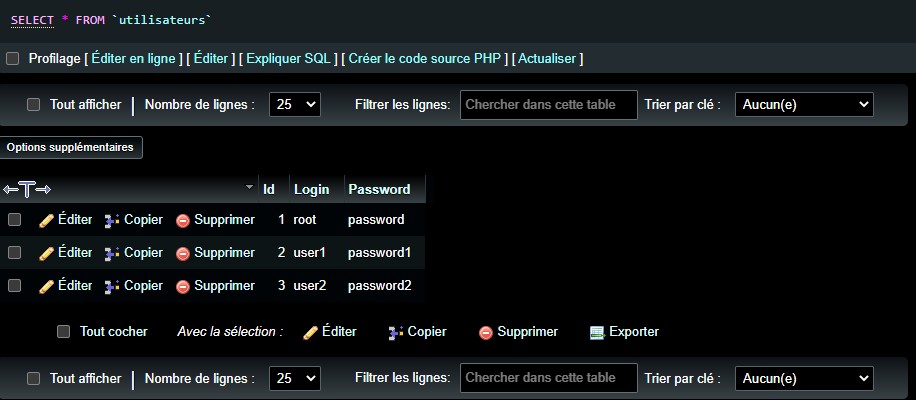 SELECT * FROM `utilisateurs`
Profilage [ Éditer en ligne ] [ Éditer ] [ Expliquer SQL ] [ Créer le code source PHP ] [ Actualiser ]
Tout afficher | Nombre de lignes : 25 Filtrer les lignes: Chercher dans cette table Trier par clé : Aucun(e)
Options supplémentaires
Id Login Password
Éditer Copier Supprimer 1 root password
Éditer Copier Supprimer 2 user1 password1
Éditer Copier Supprimer 3 user2 password2
Tout cocher Avec la sélection : Éditer Copier Supprimer Exporter
Tout afficher | Nombre de lignes : 25 Filtrer les lignes: Chercher dans cette table Trier par clé : Aucun(e)